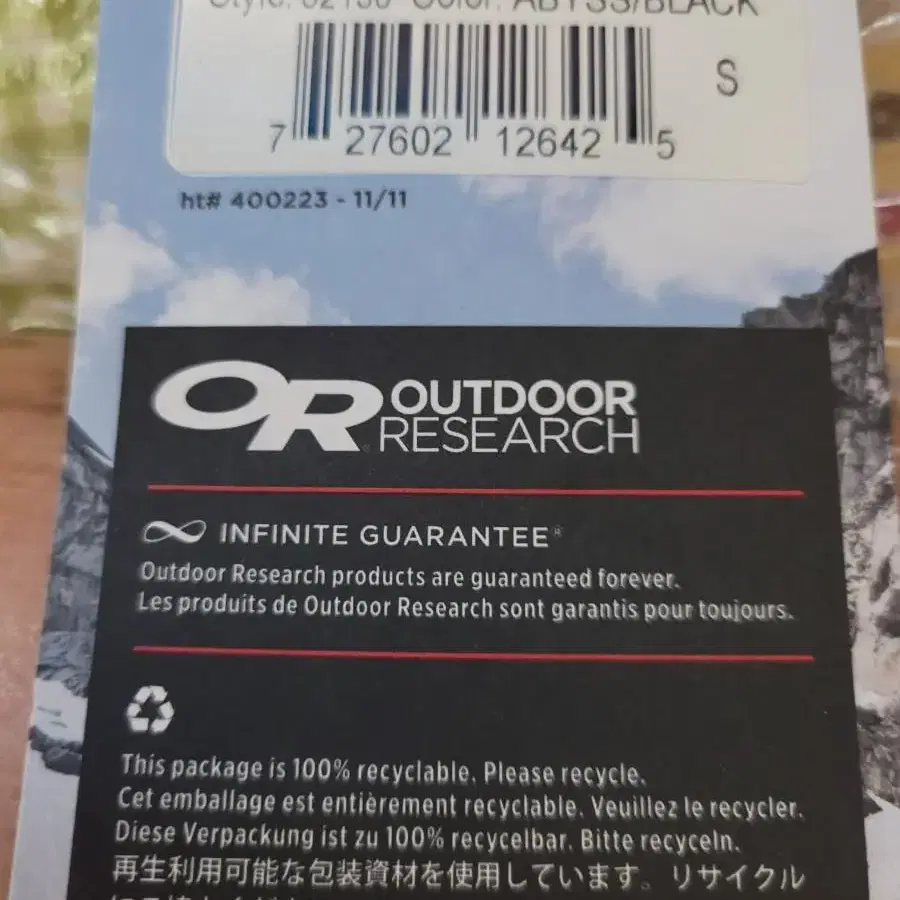 Color: ABYSS/BLACK
S
7 27602 12642 5
ht# 400223 - 11/11
OR OUTDOOR
RESEARCH
INFINITE GUARANTEE®
Outdoor Research products are guaranteed forever.
Les produits de Outdoor Research sont garantis pour toujours.
This package is 100% recyclable. Please recycle.
Cet emballage est entièrement recyclable. Veuillez le recycler.
Diese Verpackung ist zu 100% recycelbar. Bitte recyceln.
再生利用可能な包装資材を使用しています。リサイクル